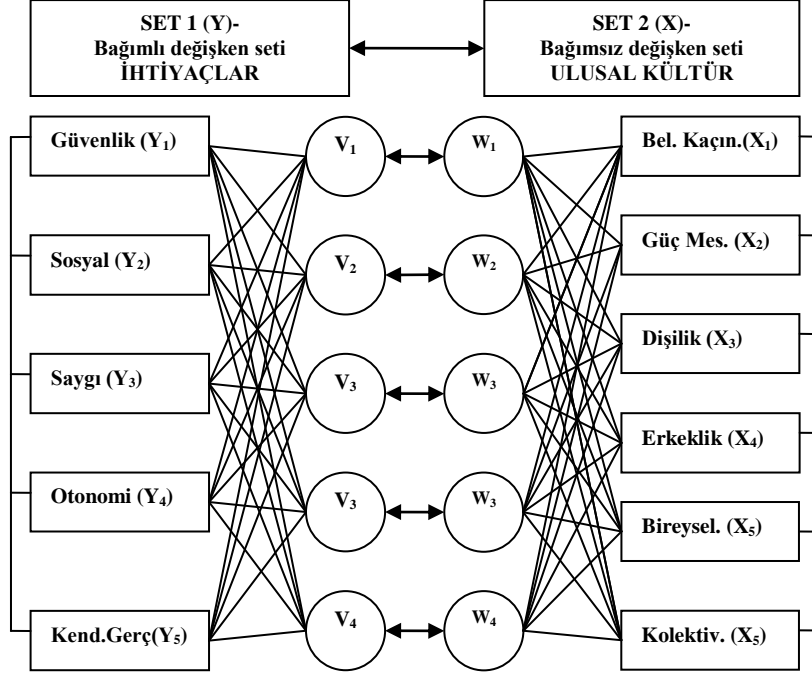 SET 1 (Y)-
Bağımlı değişken seti
İHTİYAÇLAR
SET 2 (X)-
Bağımsız değişken seti
ULUSAL KÜLTÜR
Güvenlik (Y₁)
V₁
W₁
Bel. Kaçın.(X₁)
Sosyal (Y₂)
V₂
W₂
Güç Mes. (X₂)
Saygı (Y₃)
V₃
W₃
Dişilik (X₃)
Erkeklik (X₄)
Otonomi (Y₄)
V₃
W₃
Bireysel. (X₅)
Kend.Gerç(Y₅)
V₄
W₄
Kolektiv. (X₅)